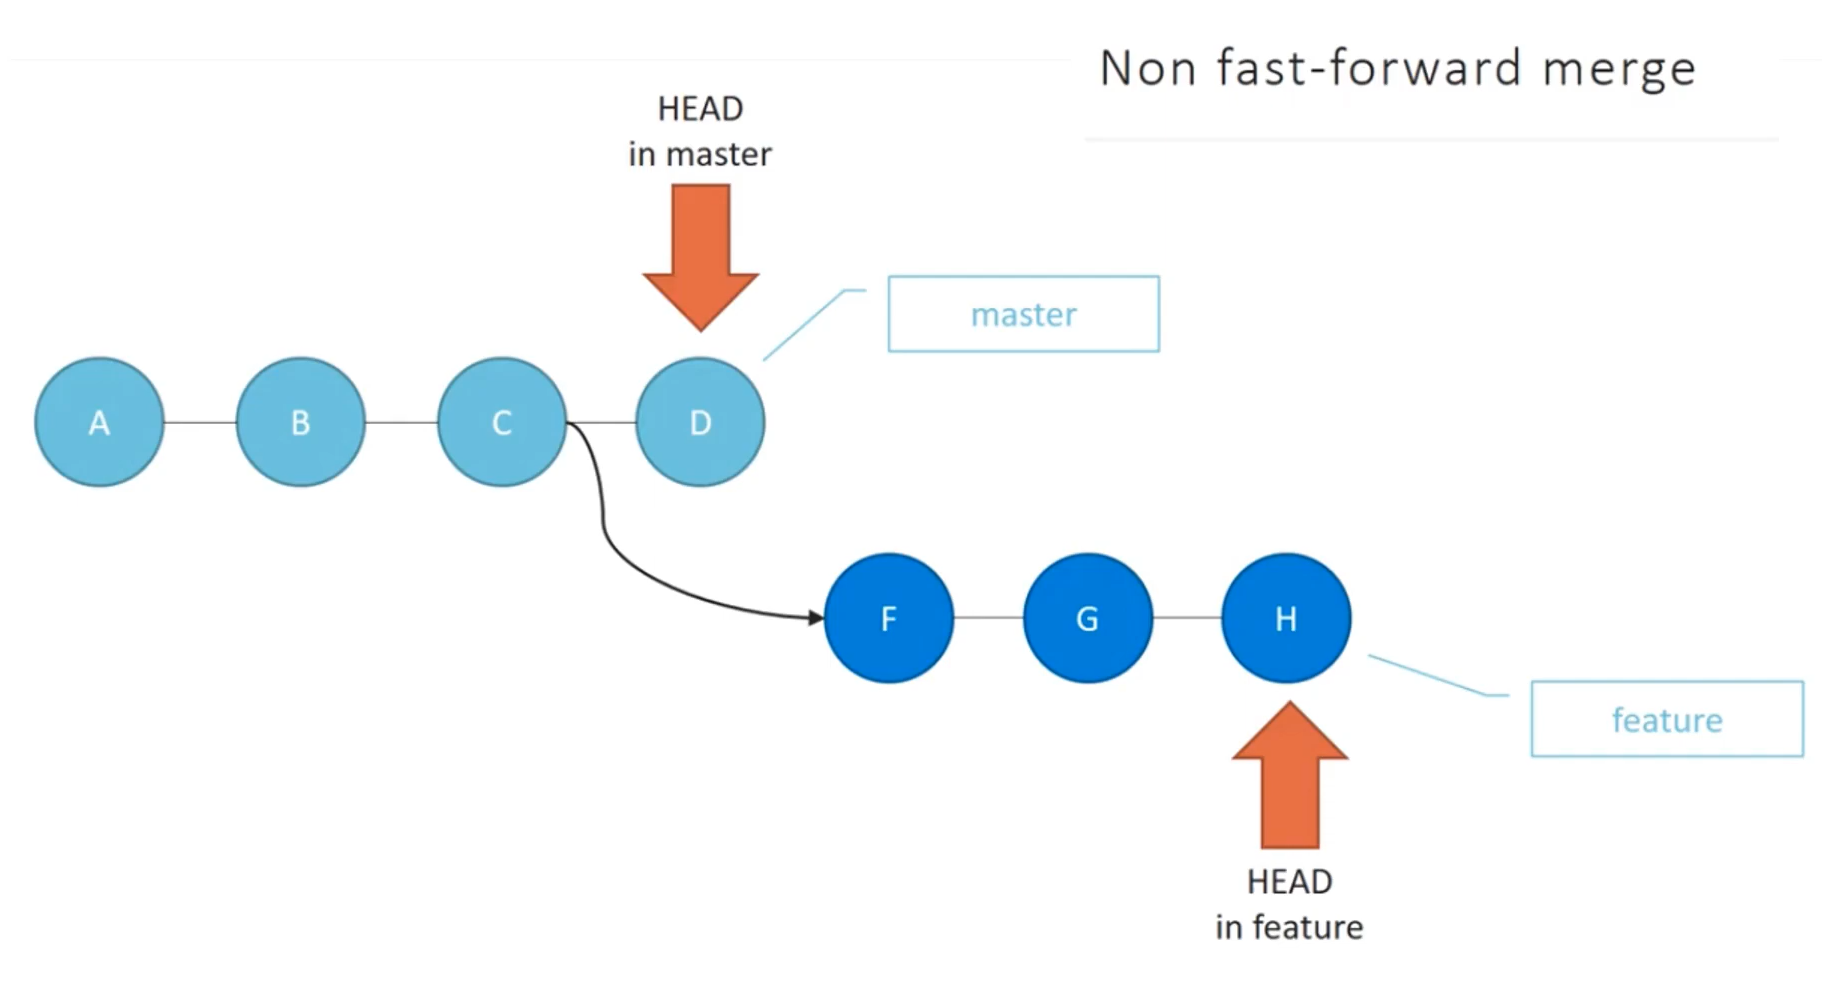 Non fast-forward merge
HEAD
in master
master
A
B
C
D
F
G
H
feature
HEAD
in feature